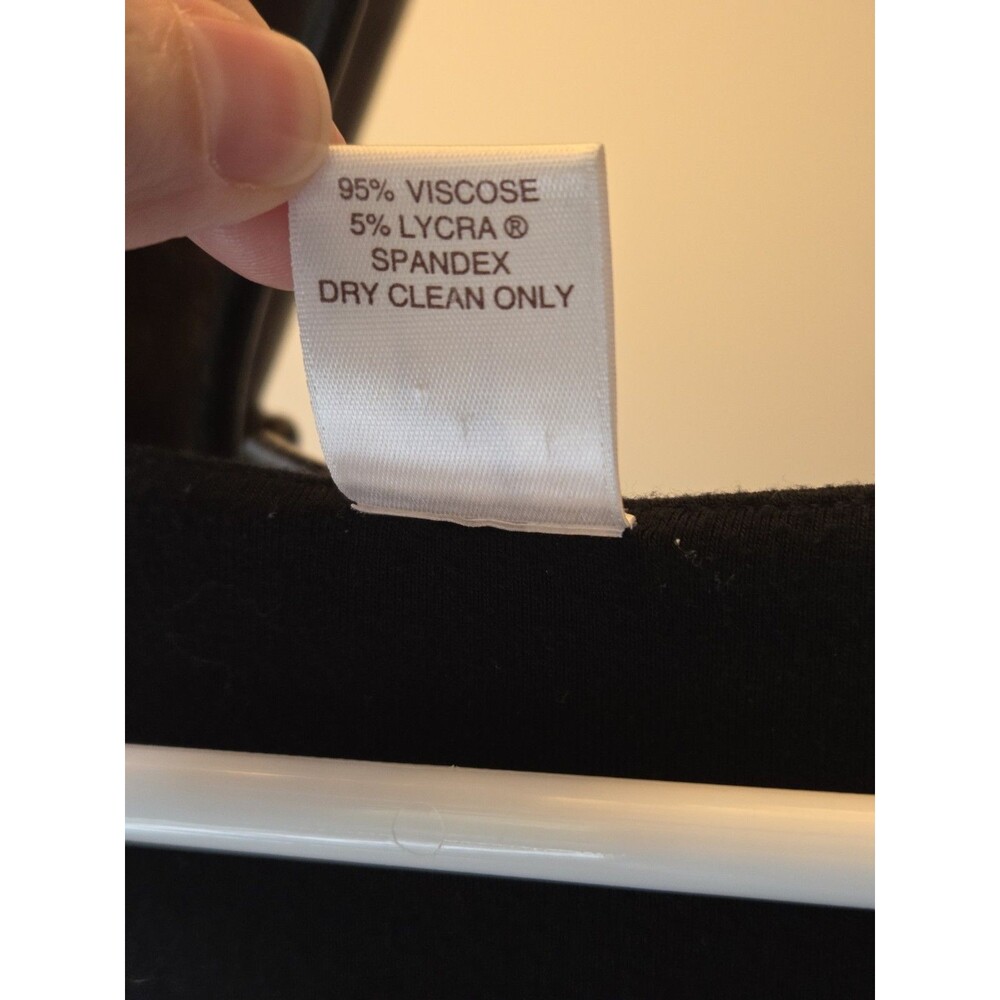 95% VISCOSE
5% LYCRA ®
SPANDEX
DRY CLEAN ONLY